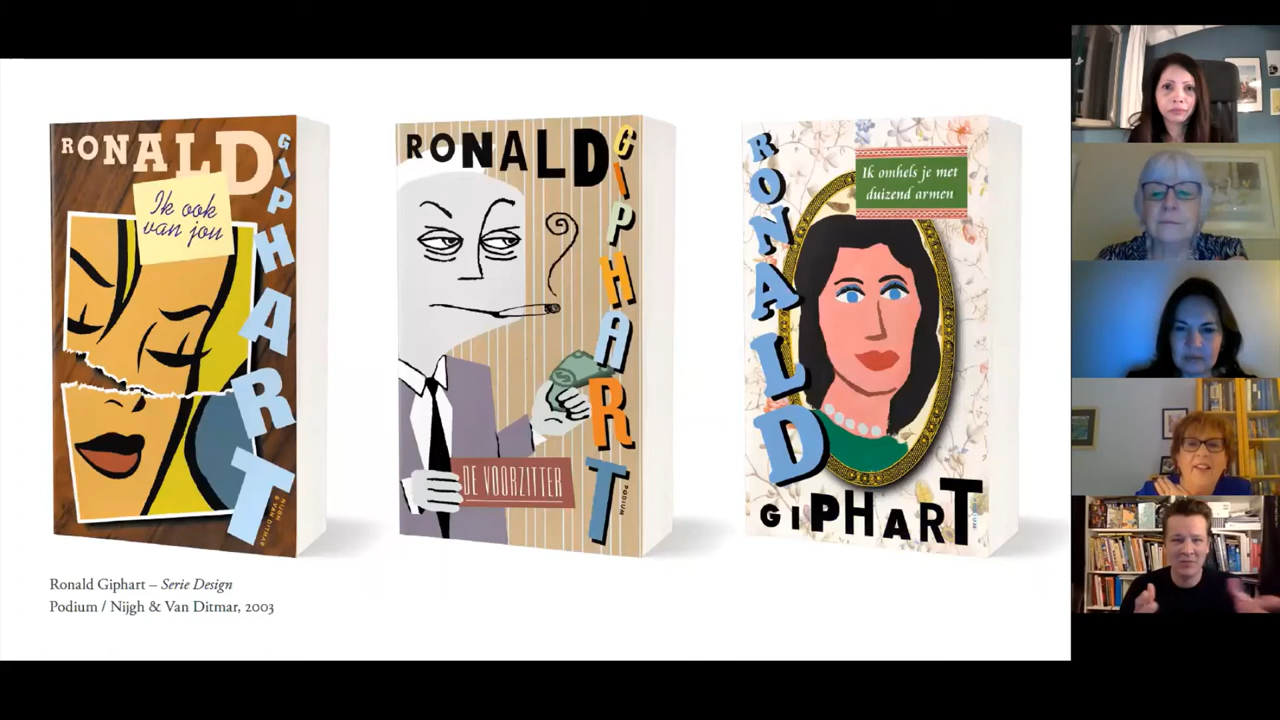 RONALD
GIPHART
Ik ook
van jou
NIJGH
& VAN DITMAR
RONALD
GIPHART
DE VOORZITTER
PODIUM
RONALD
Ik omhels je met
duizend armen
GIPHART
PODIUM
Ronald Giphart – Serie Design
Podium / Nijgh & Van Ditmar, 2003